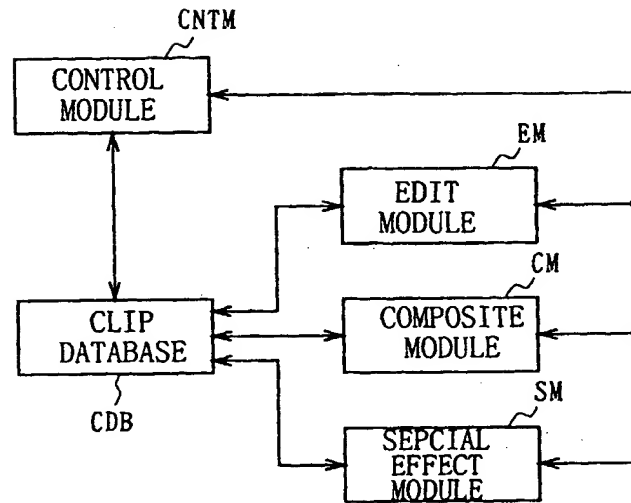 CNTM
CONTROL
MODULE
EM
EDIT
MODULE
CM
CLIP
DATABASE
COMPOSITE
MODULE
CDB
SM
SEPCIAL
EFFECT
MODULE